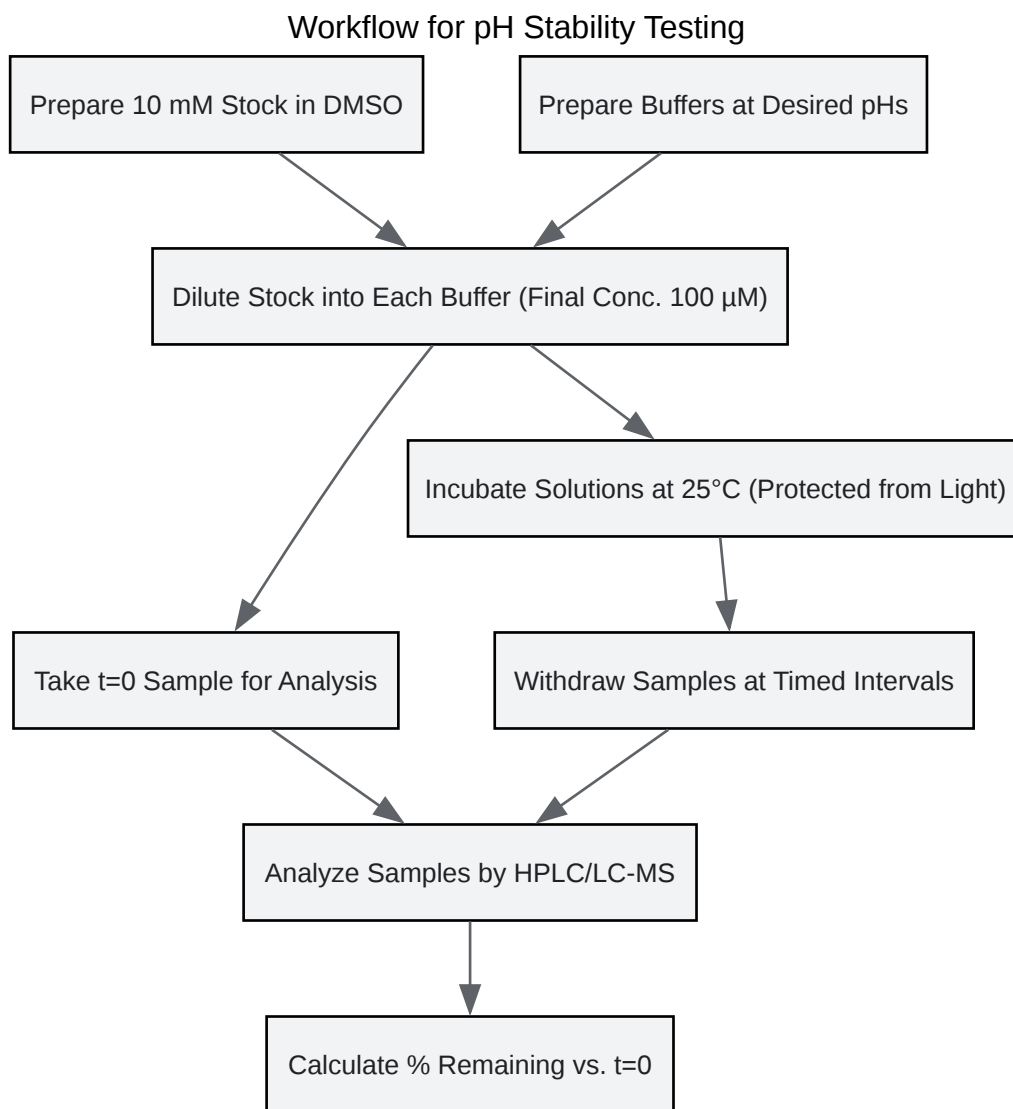 Workflow for pH Stability Testing
Prepare 10 mM Stock in DMSO
Prepare Buffers at Desired pHs
Dilute Stock into Each Buffer (Final Conc. 100 µM)
Incubate Solutions at 25°C (Protected from Light)
Take t=0 Sample for Analysis
Withdraw Samples at Timed Intervals
Analyze Samples by HPLC/LC-MS
Calculate % Remaining vs. t=0